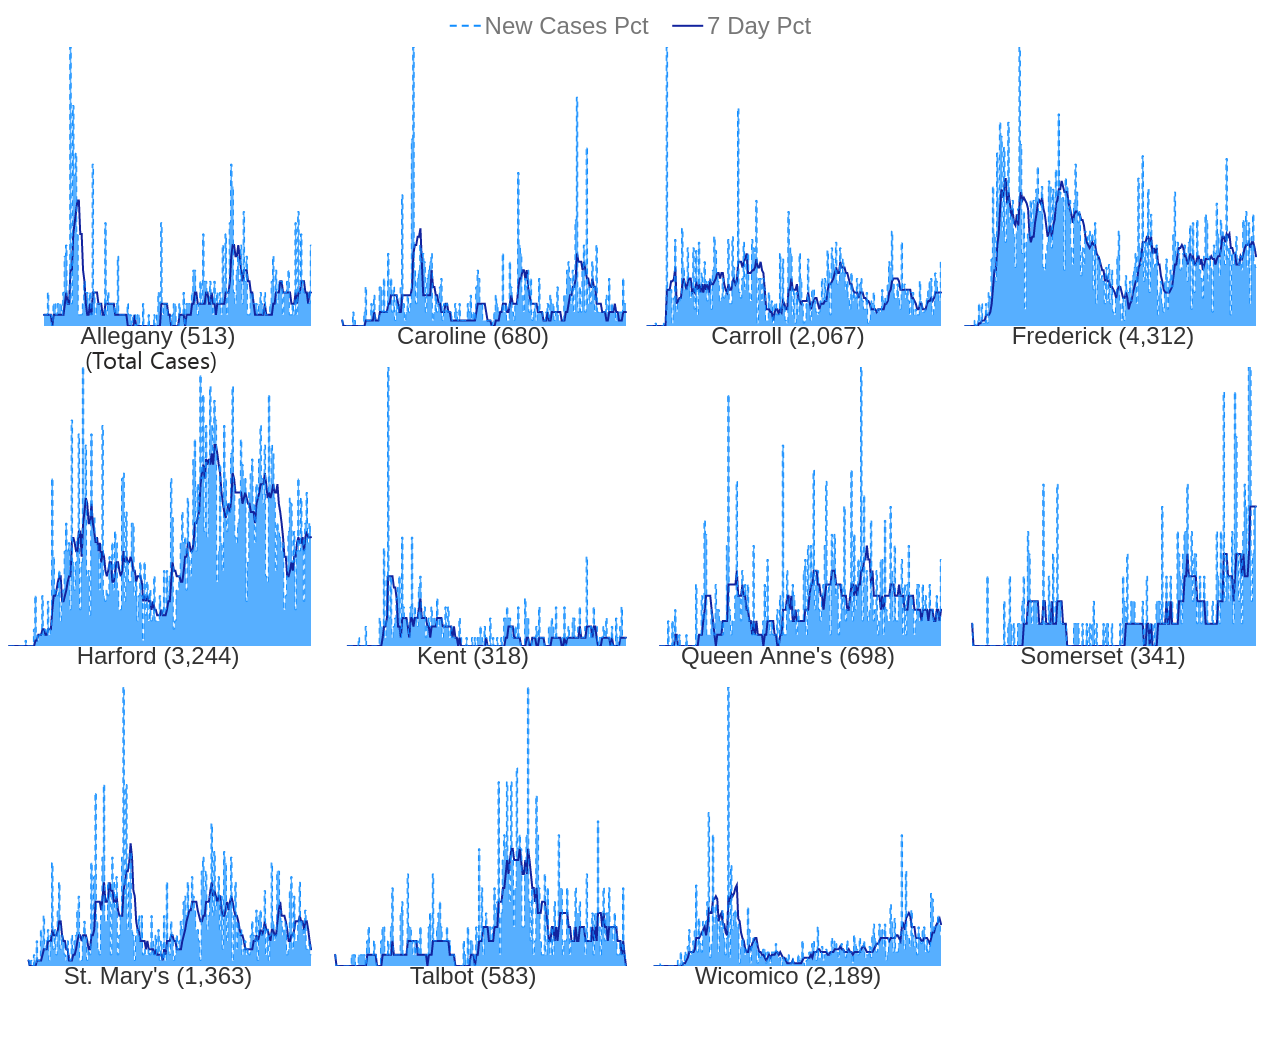 New Cases Pct 7 Day Pct
Allegany (513) Caroline (680) Carroll (2,067) Frederick (4,312)
(Total Cases)
Harford (3,244) Kent (318) Queen Anne's (698) Somerset (341)
St. Mary's (1,363) Talbot (583) Wicomico (2,189)